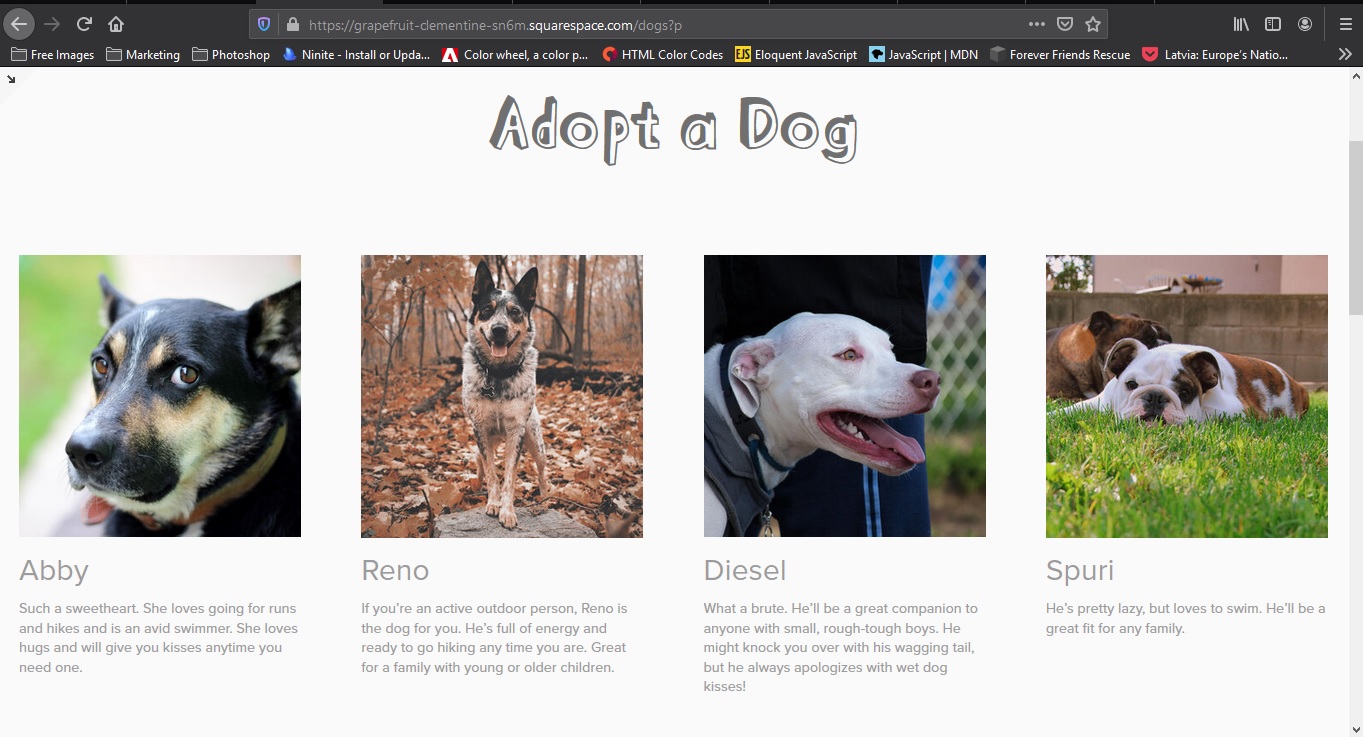 https://grapefruit-clementine-sn6m.squarespace.com/dogs?p
Free Images Marketing Photoshop Ninite - Install or Upda... Color wheel, a color p... HTML Color Codes EJS Eloquent JavaScript JavaScript | MDN Forever Friends Rescue Latvia: Europe's Natio...
Adopt a Dog
Abby
Such a sweetheart. She loves going for runs
and hikes and is an avid swimmer. She loves
hugs and will give you kisses anytime you
need one.
Reno
If you're an active outdoor person, Reno is
the dog for you. He's full of energy and
ready to go hiking any time you are. Great
for a family with young or older children.
Diesel
What a brute. He'll be a great companion to
anyone with small, rough-tough boys. He
might knock you over with his wagging tail,
but he always apologizes with wet dog
kisses!
Spuri
He's pretty lazy, but loves to swim. He'll be a
great fit for any family.